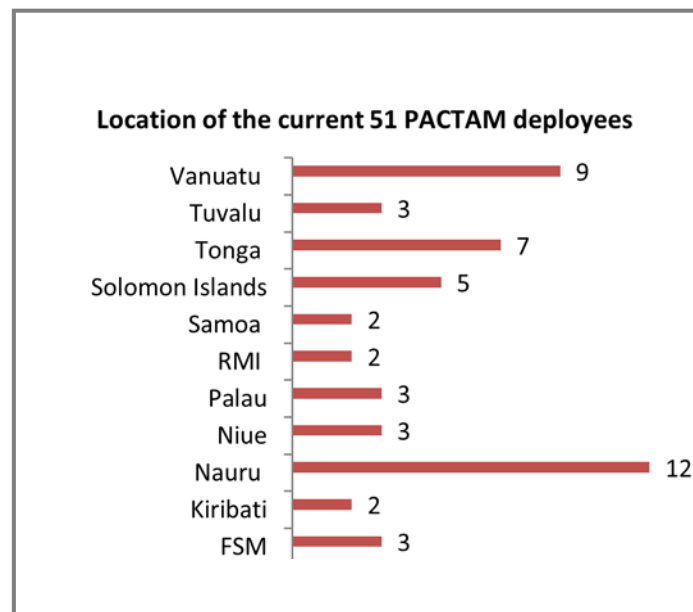 Location of the current 51 PACTAM deployees
Vanuatu 9
Tuvalu 3
Tonga 7
Solomon Islands 5
Samoa 2
RMI 2
Palau 3
Niue 3
Nauru 12
Kiribati 2
FSM 3